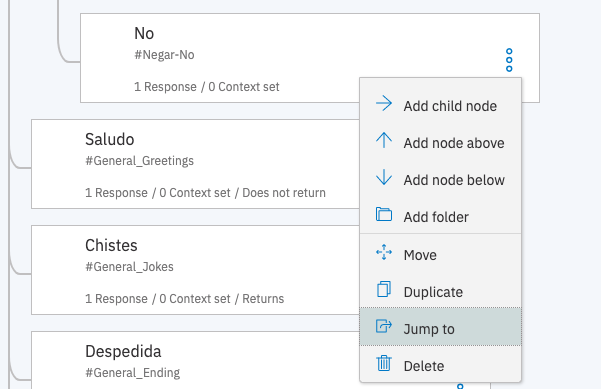 No
#Negar-No
1 Response / 0 Context set
Add child node
Saludo
Add node above
#General_Greetings
Add node below
1 Response / 0 Context set / Does not return
Add folder
Chistes
Move
#General_Jokes
Duplicate
1 Response / 0 Context set / Returns
Jump to
Despedida
Delete
#General_Ending